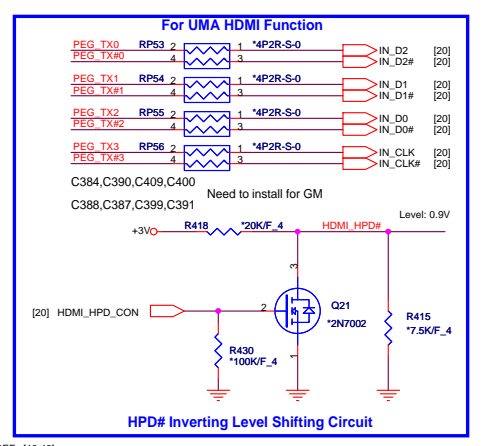 For UMA HDMI Function
PEG_TX0 RP53 2 1 *4P2R-S-0 IN_D2 [20]
PEG_TX#0 4 3 IN_D2# [20]
PEG_TX1 RP54 2 1 *4P2R-S-0 IN_D1 [20]
PEG_TX#1 4 3 IN_D1# [20]
PEG_TX2 RP55 2 1 *4P2R-S-0 IN_D0 [20]
PEG_TX#2 4 3 IN_D0# [20]
PEG_TX3 RP56 2 1 *4P2R-S-0 IN_CLK [20]
PEG_TX#3 4 3 IN_CLK# [20]
C384,C390,C409,C400
Need to install for GM
C388,C387,C399,C391
Level: 0.9V
+3V R418 *20K/F_4 HDMI_HPD#
3
[20] HDMI_HPD_CON 2 Q21
*2N7002
R415
*7.5K/F_4
1
R430
*100K/F_4
HPD# Inverting Level Shifting Circuit